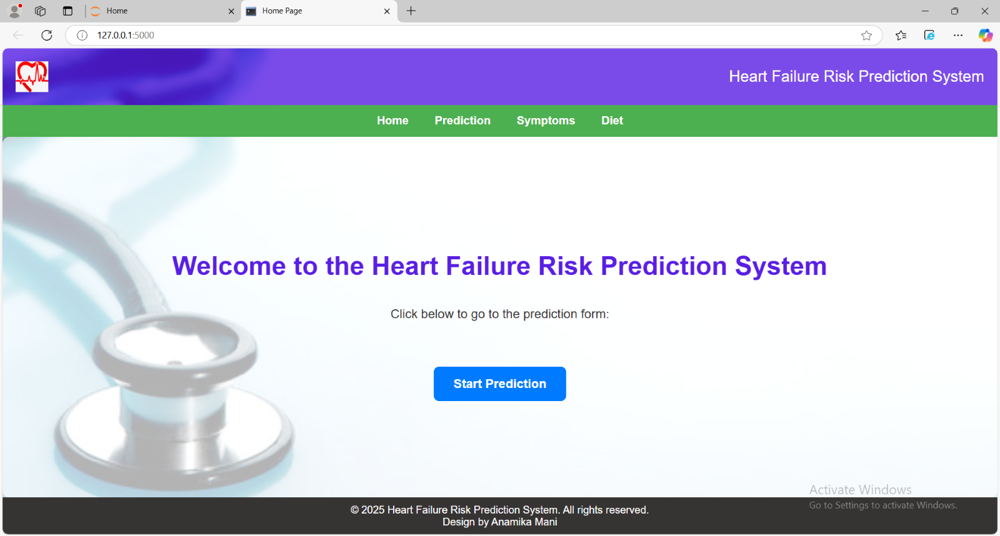 Home
Home Page
127.0.0.1:5000
Heart Failure Risk Prediction System
Home Prediction Symptoms Diet
Welcome to the Heart Failure Risk Prediction System
Click below to go to the prediction form:
Start Prediction
Activate Windows
Go to Settings to activate Windows.
© 2025 Heart Failure Risk Prediction System. All rights reserved.
Design by Anamika Mani